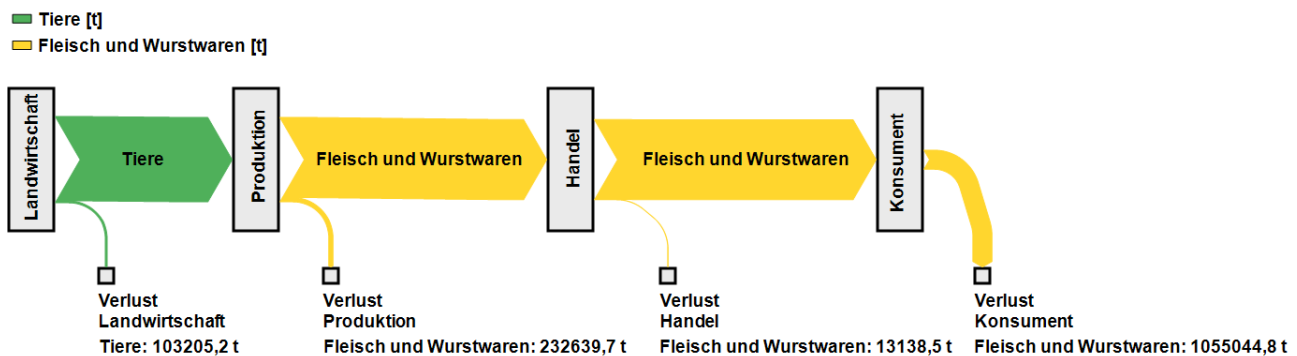 Tiere [t]
Fleisch und Wurstwaren [t]
Landwirtschaft
Tiere
Produktion
Fleisch und Wurstwaren
Handel
Fleisch und Wurstwaren
Konsument
Verlust
Landwirtschaft
Tiere: 103205,2 t
Verlust
Produktion
Fleisch und Wurstwaren: 232639,7 t
Verlust
Handel
Fleisch und Wurstwaren: 13138,5 t
Verlust
Konsument
Fleisch und Wurstwaren: 1055044,8 t